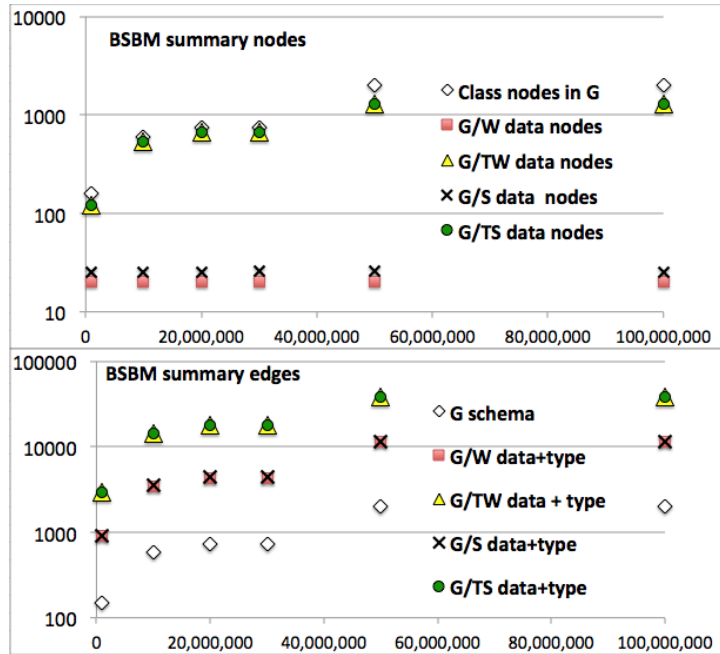 BSBM summary nodes
10000
1000
100
10
Class nodes in G
G/W data nodes
G/TW data nodes
G/S data nodes
G/TS data nodes
0
20,000,000
40,000,000
60,000,000
80,000,000
100,000,000
BSBM summary edges
100000
10000
1000
100
G schema
G/W data+type
G/TW data + type
G/S data+type
G/TS data+type
0
20,000,000
40,000,000
60,000,000
80,000,000
100,000,000